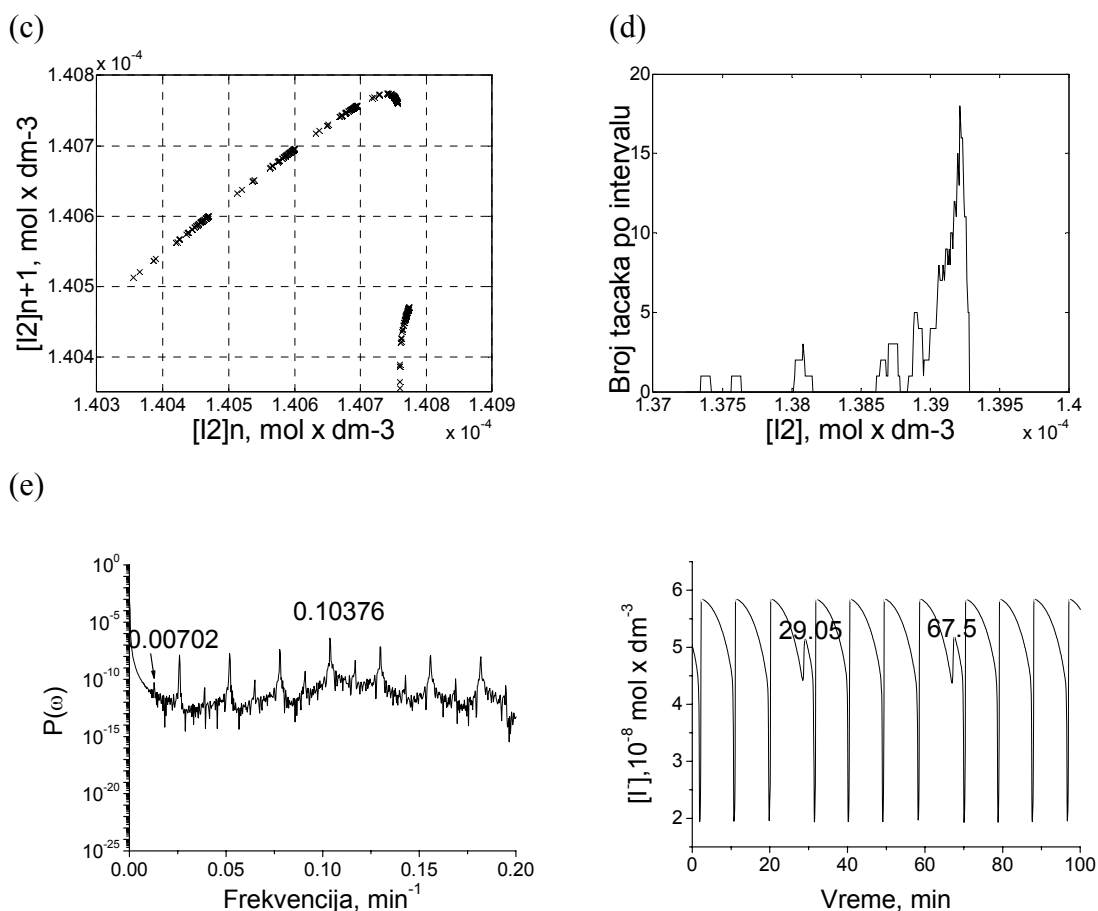 (c)
(d)
x 10⁻⁴
1.408
1.407
1.406
1.405
1.404
[I2]n+1, mol x dm-3
1.403 1.404 1.405 1.406 1.407 1.408 1.409
[I2]n, mol x dm-3
x 10⁻⁴
20
15
10
5
0
Broj tacaka po intervalu
1.37 1.375 1.38 1.385 1.39 1.395 1.4
[I2], mol x dm-3
x 10⁻⁴
(e)
10⁰
10⁻⁵
10⁻¹⁰
10⁻¹⁵
10⁻²⁰
10⁻²⁵
P(ω)
0.00702
0.10376
0.00 0.05 0.10 0.15 0.20
Frekvencija, min⁻¹
6
5
4
3
2
[I⁻],10⁻⁸ mol x dm⁻³
29.05
67.5
0 20 40 60 80 100
Vreme, min